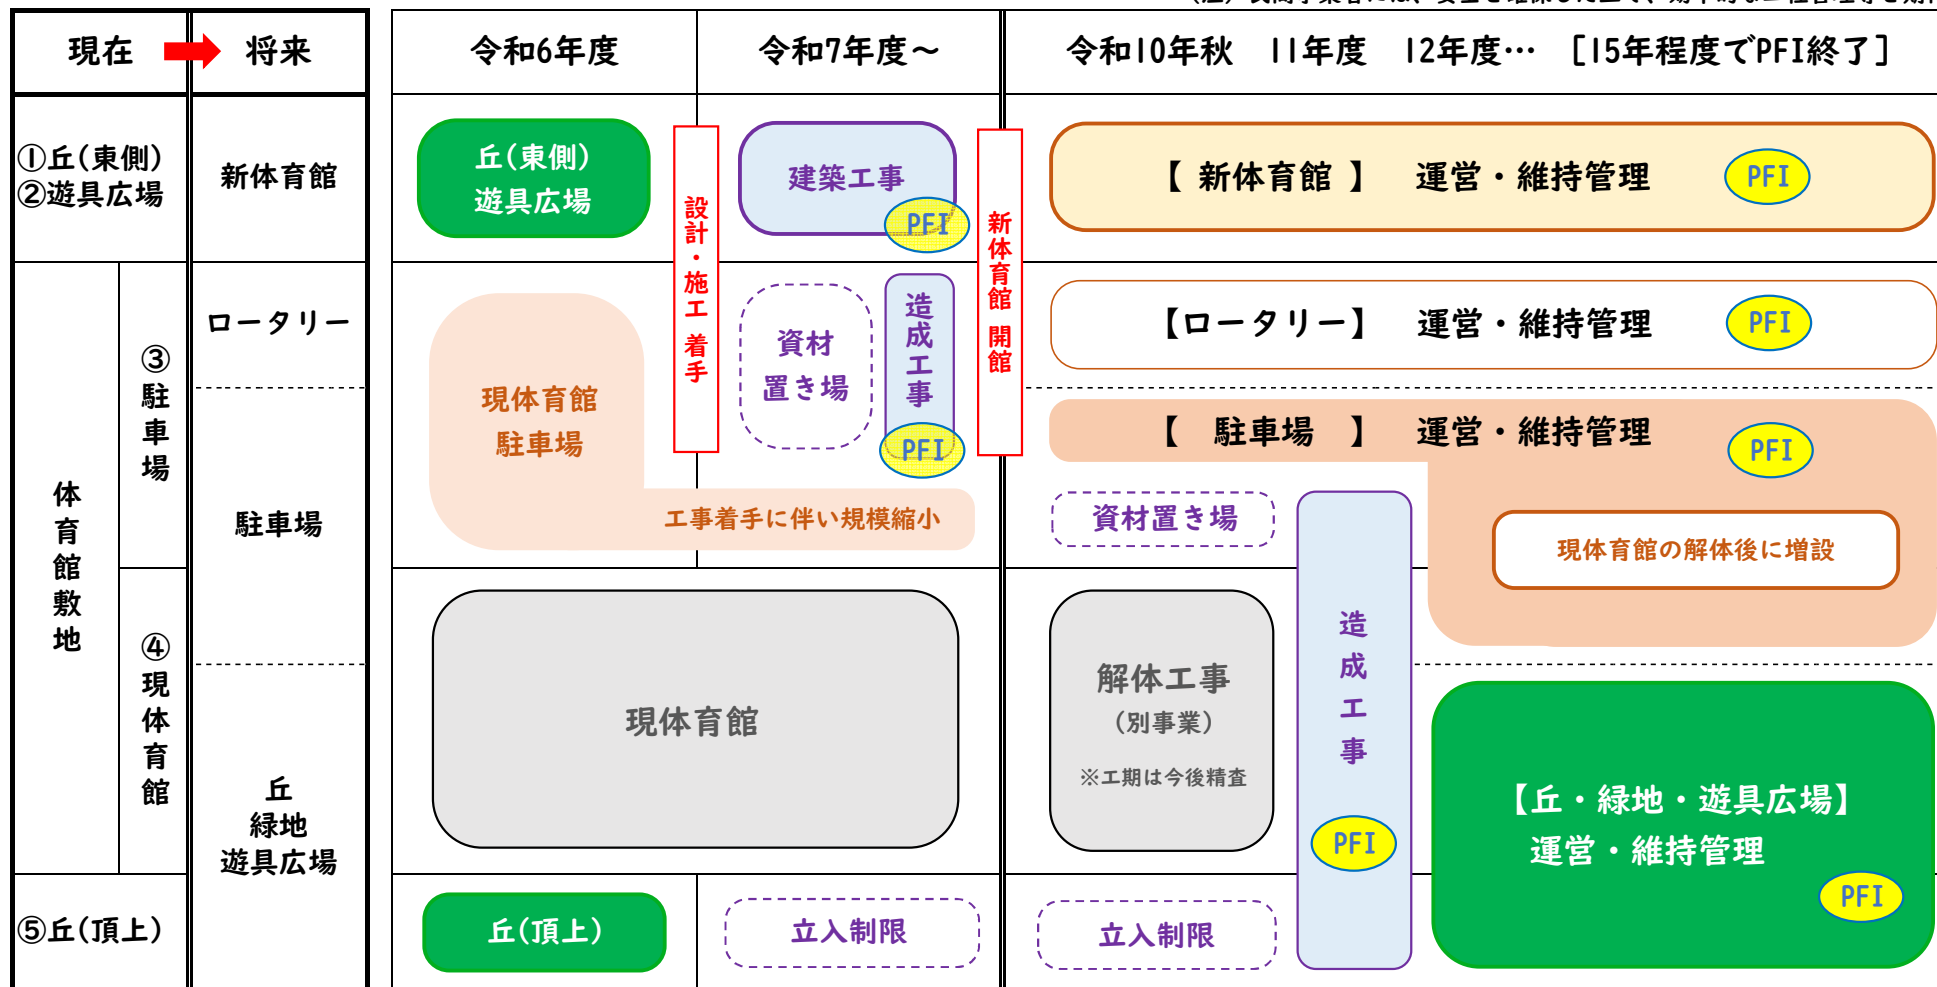 現在
将来
令和6年度
令和7年度～
令和10年秋 11年度 12年度… [15年程度でPFI終了]
①丘(東側)
②遊具広場
新体育館
丘(東側)
遊具広場
設計・施工 着手
建築工事
PFI
新体育館 開館
【 新体育館 】 運営・維持管理
PFI
体育館敷地
③駐車場
ロータリー
現体育館
駐車場
資材
置き場
造成工事
PFI
【ロータリー】 運営・維持管理
PFI
駐車場
工事着手に伴い規模縮小
【 駐車場 】 運営・維持管理
PFI
資材置き場
現体育館の解体後に増設
④現体育館
現体育館
解体工事
(別事業)
※工期は今後精査
造成工事
PFI
丘
緑地
遊具広場
【丘・緑地・遊具広場】
運営・維持管理
PFI
⑤丘(頂上)
丘(頂上)
立入制限
立入制限